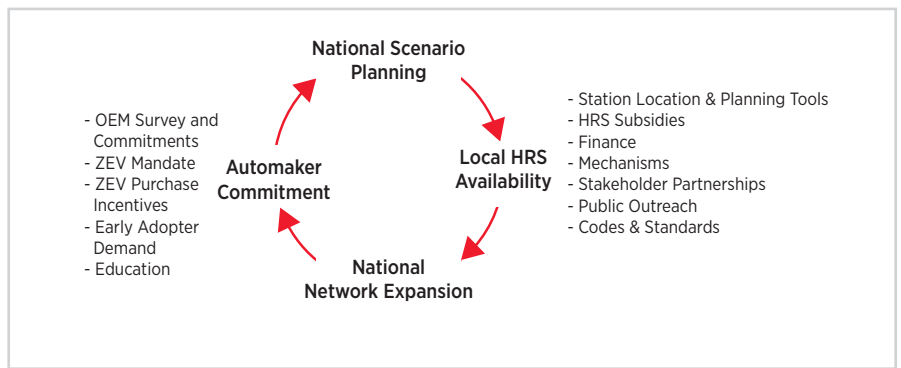 National Scenario
Planning
- OEM Survey and
Commitments
- ZEV Mandate
- ZEV Purchase
Incentives
- Early Adopter
Demand
- Education
Automaker
Commitment
Local HRS
Availability
- Station Location & Planning Tools
- HRS Subsidies
- Finance
- Mechanisms
- Stakeholder Partnerships
- Public Outreach
- Codes & Standards
National
Network Expansion